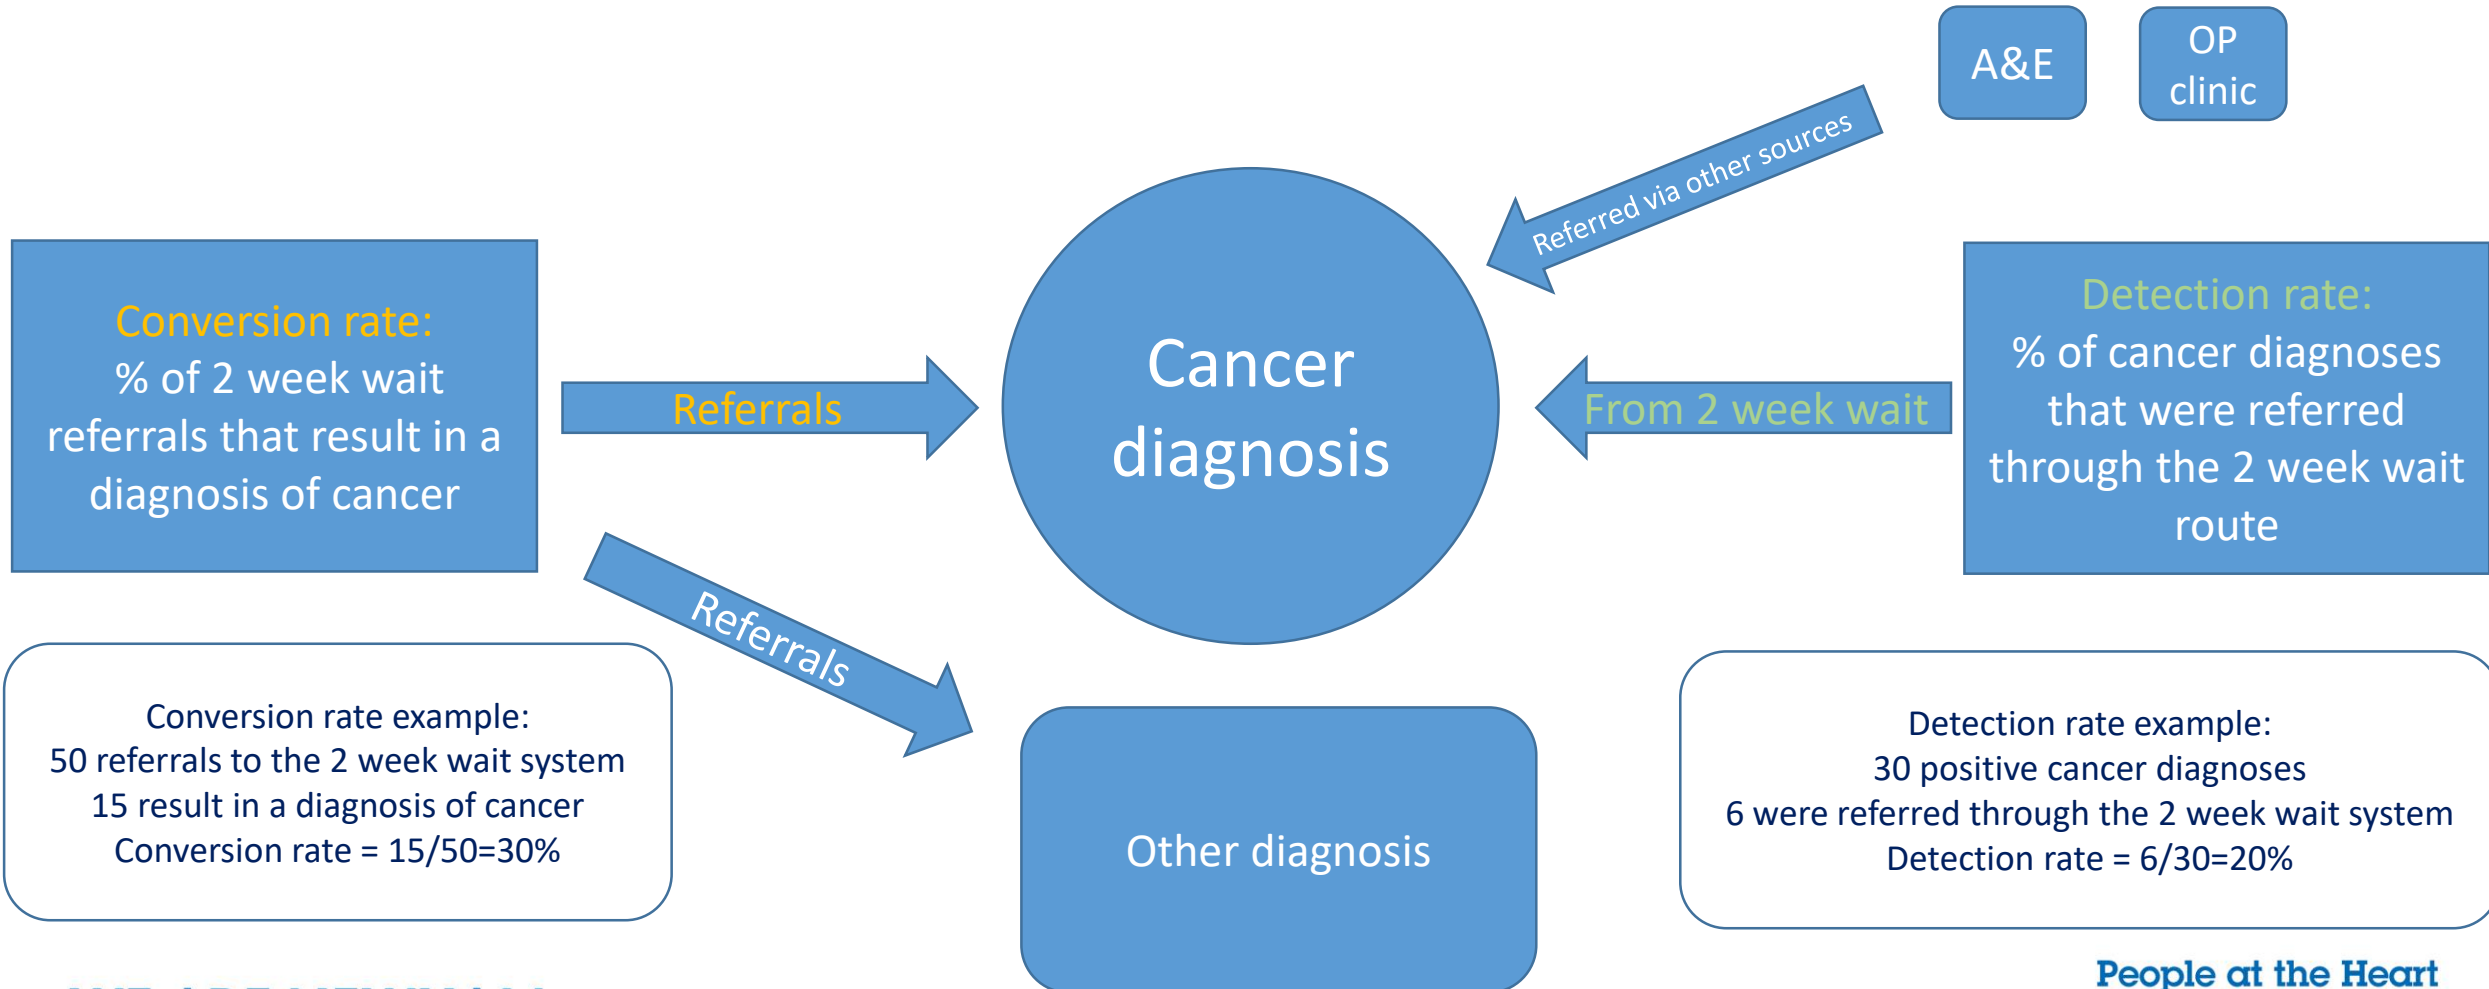 A&E
OP
clinic
Referred via other sources
Conversion rate:
% of 2 week wait
referrals that result in a
diagnosis of cancer
Referrals
Cancer
diagnosis
From 2 week wait
Detection rate:
% of cancer diagnoses
that were referred
through the 2 week wait
route
Referrals
Conversion rate example:
50 referrals to the 2 week wait system
15 result in a diagnosis of cancer
Conversion rate = 15/50=30%
Other diagnosis
Detection rate example:
30 positive cancer diagnoses
6 were referred through the 2 week wait system
Detection rate = 6/30=20%
People at the Heart